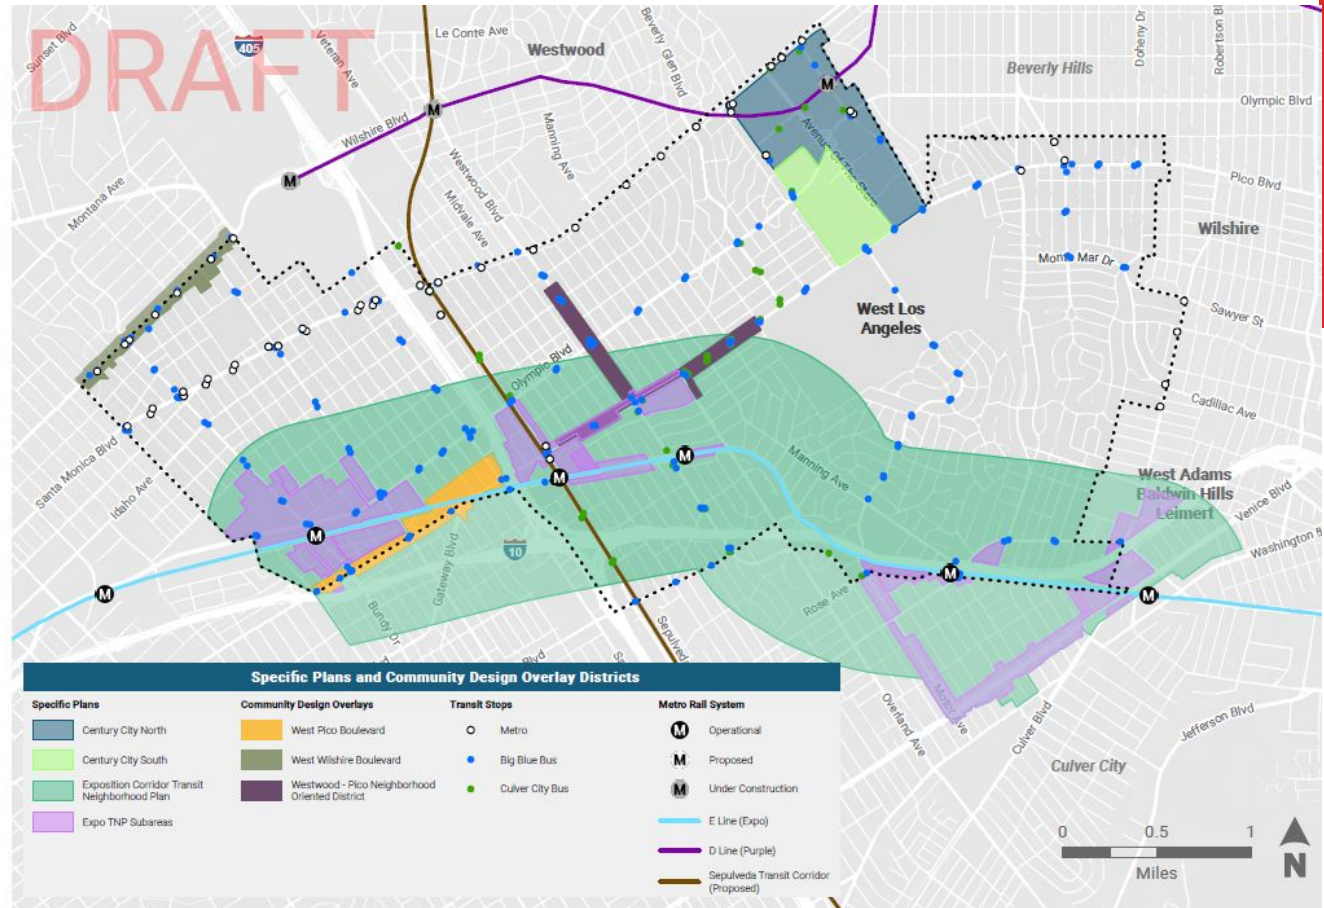 DRAFT
Sunset Blvd
405
Veteran Ave
Le Conte Ave
Westwood
Beverly Glen Blvd
Beverly Hills
Doheny Dr
Robertson Bl
Olympic Blvd
Wilshire Blvd
Manning Ave
Avenue Of The Stars
M
M
M
Montana Ave
Westwood Blvd
Midvale Ave
Pico Blvd
Wilshire
Monte Mar Dr
West Los
Angeles
Sawyer St
Olympic Blvd
Cadillac Ave
Santa Monica Blvd
Idaho Ave
Manning Ave
West Adams
Baldwin Hills
Leimert
Venice Blvd
Washington B
M
M
M
M
M
M
10
Gateway Blvd
Bundy Dr
Rose Ave
Sepulveda
Overland Ave
Motor Ave
Culver Blvd
Jefferson Blvd
Culver City
Specific Plans and Community Design Overlay Districts
Specific Plans
Century City North
Century City South
Exposition Corridor Transit
Neighborhood Plan
Expo TNP Subareas
Community Design Overlays
West Pico Boulevard
West Wilshire Boulevard
Westwood - Pico Neighborhood
Oriented District
Transit Stops
Metro
Big Blue Bus
Culver City Bus
Metro Rail System
M Operational
M Proposed
M Under Construction
E Line (Expo)
D Line (Purple)
Sepulveda Transit Corridor
(Proposed)
0 0.5 1
Miles
N